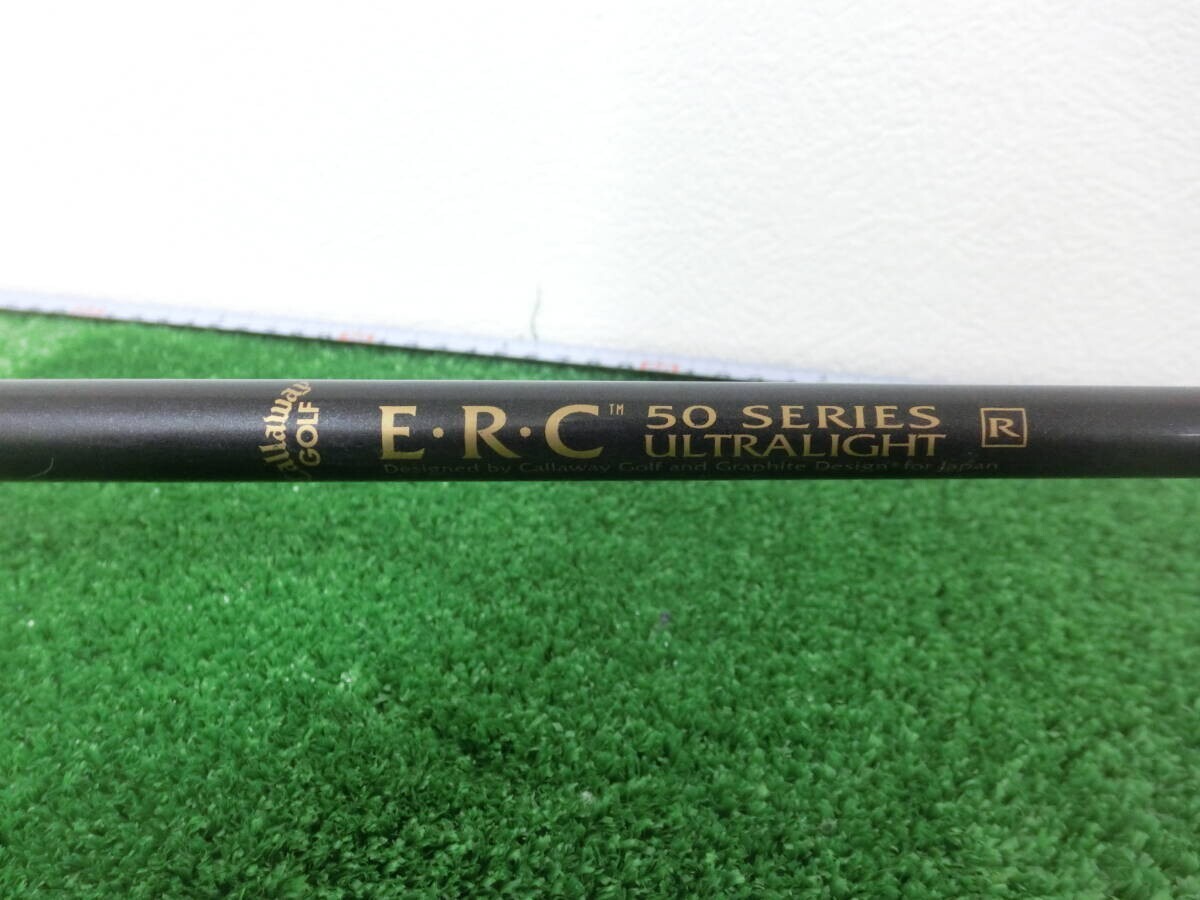 Callaway
GOLF
E·R·C™
50 SERIES
ULTRALIGHT
R
Designed by Callaway Golf and Graphite Design® for Japan